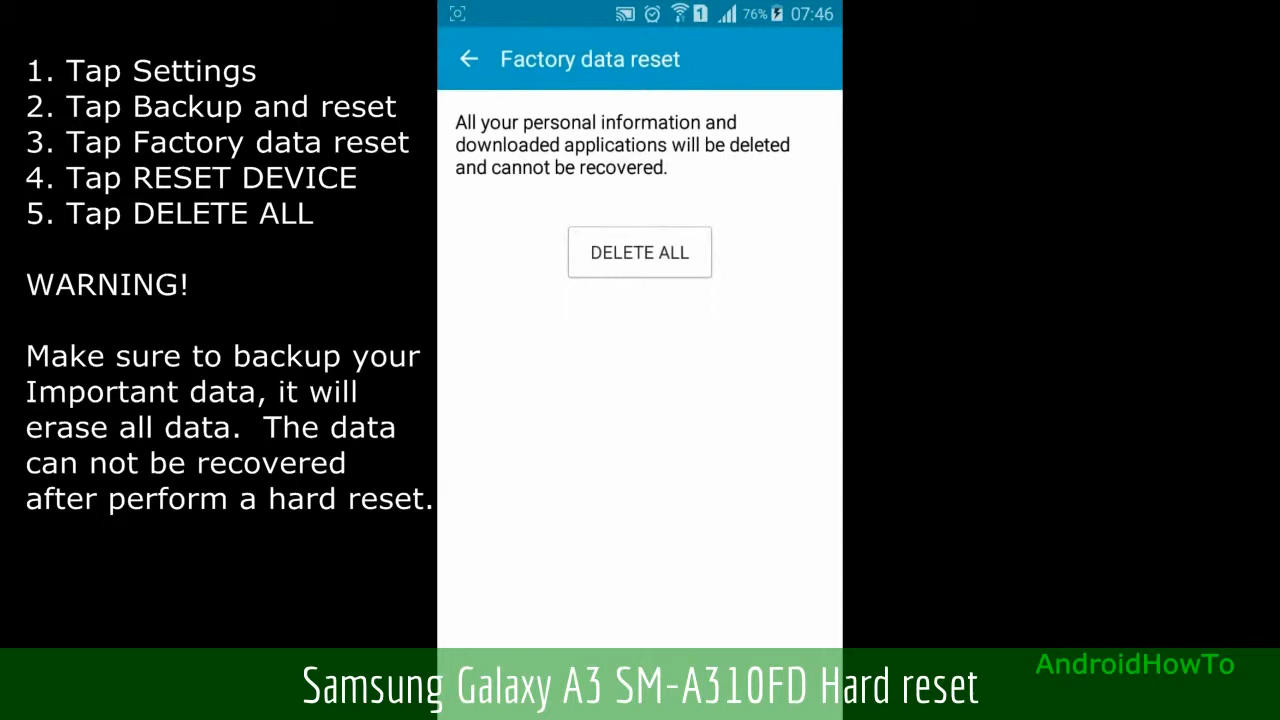 1. Tap Settings
2. Tap Backup and reset
3. Tap Factory data reset
4. Tap RESET DEVICE
5. Tap DELETE ALL
WARNING!
Make sure to backup your
Important data, it will
erase all data.  The data
can not be recovered
after perform a hard reset.
1 76% 07:46
Factory data reset
All your personal information and
downloaded applications will be deleted
and cannot be recovered.
DELETE ALL
AndroidHowTo
Samsung Galaxy A3 SM-A310FD Hard reset